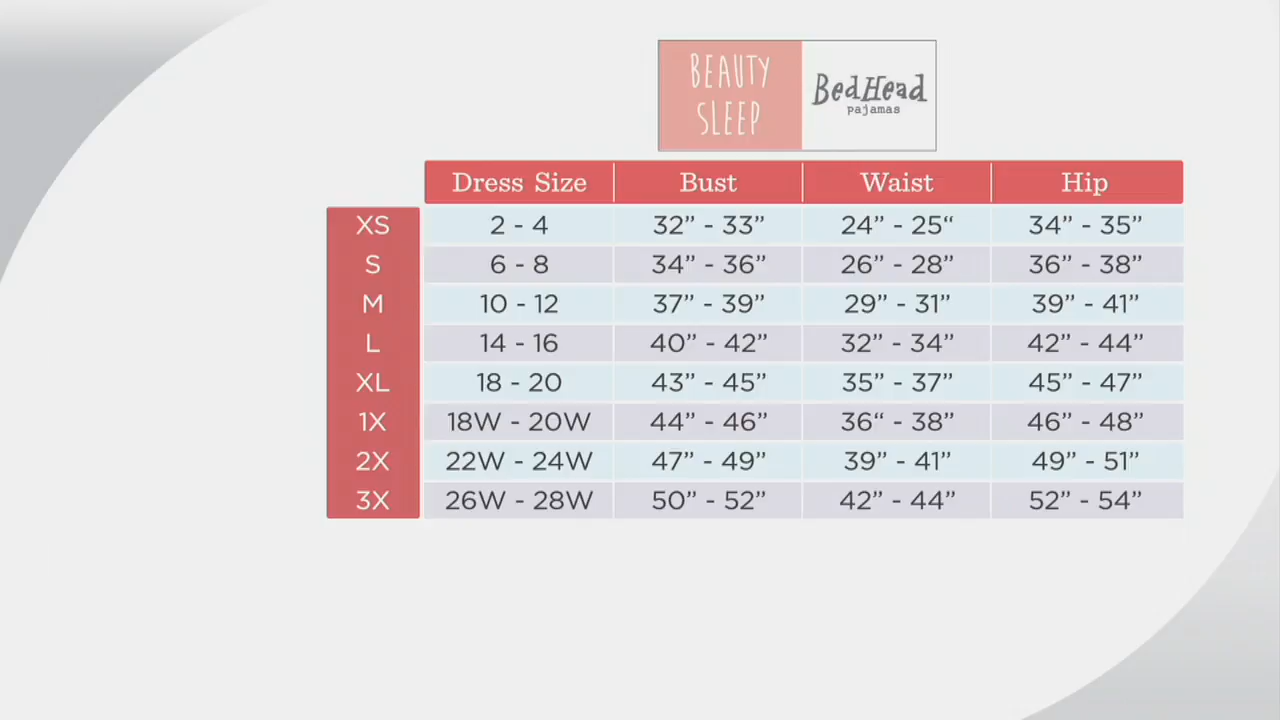 BEAUTY
SLEEP
BedHead
pajamas
Dress Size Bust Waist Hip
XS 2 - 4 32” - 33” 24” - 25“ 34” - 35”
S 6 - 8 34” - 36” 26” - 28” 36” - 38”
M 10 - 12 37” - 39” 29” - 31” 39” - 41”
L 14 - 16 40” - 42” 32” - 34” 42” - 44”
XL 18 - 20 43” - 45” 35” - 37” 45” - 47”
1X 18W - 20W 44” - 46” 36“ - 38” 46” - 48”
2X 22W - 24W 47” - 49” 39” - 41” 49” - 51”
3X 26W - 28W 50” - 52” 42” - 44” 52” - 54”